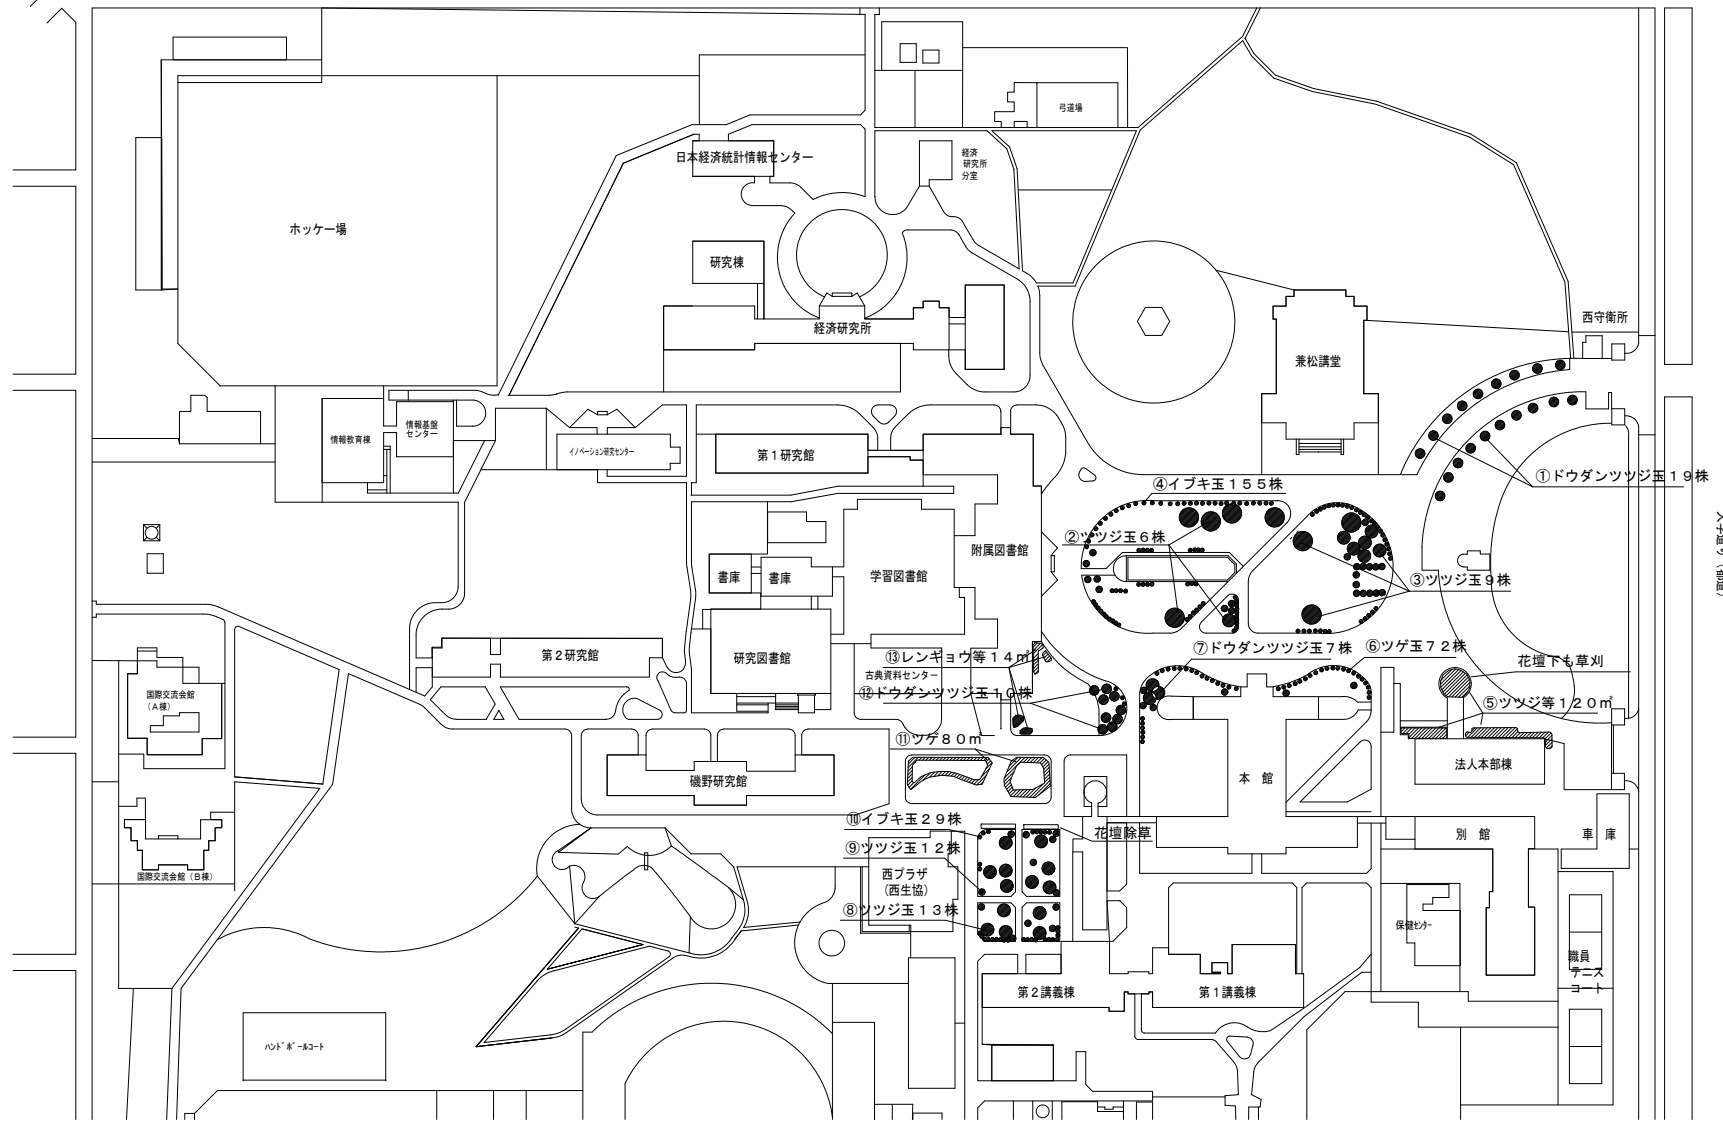 弓道場
日本経済統計情報センター
経済
研究所
分室
ホッケー場
研究棟
経済研究所
西守衛所
兼松講堂
情報教育棟
情報基盤
センター
イノベーション研究センター
第１研究館
①ドウダンツツジ玉１９株
④イブキ玉１５５株
②ツツジ玉６株
附属図書館
書庫
書庫
学習図書館
③ツツジ玉９株
第２研究館
研究図書館
⑬レンギョウ等１４㎡
古典資料センター
⑫ドウダンツツジ玉１０株
⑦ドウダンツツジ玉７株
⑥ツゲ玉７２株
花壇下も草刈
⑤ツツジ等１２０㎡
国際交流会館
（Ａ棟）
⑪ツゲ８０㎡
磯野研究館
本　館
法人本部棟
⑩イブキ玉２９株
花壇除草
別　館
車　庫
⑨ツツジ玉１２株
西プラザ
（西生協）
国際交流会館（Ｂ棟）
⑧ツツジ玉１３株
保健センター
職員
テニス
コート
第２講義棟
第１講義棟
ハンドボールコート